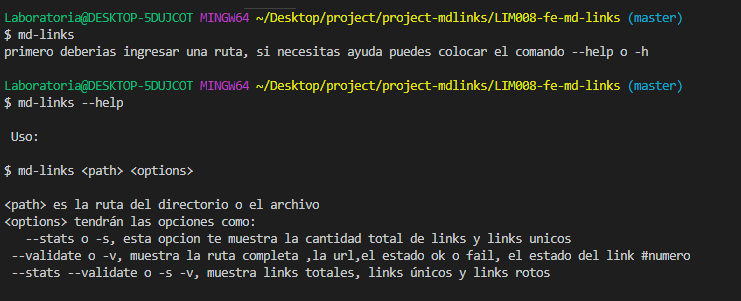 Laboratoria@DESKTOP-5DUJCOT MINGW64 ~/Desktop/project/project-mdlinks/LIM008-fe-md-links (master)
$ md-links
primero deberias ingresar una ruta, si necesitas ayuda puedes colocar el comando --help o -h
Laboratoria@DESKTOP-5DUJCOT MINGW64 ~/Desktop/project/project-mdlinks/LIM008-fe-md-links (master)
$ md-links --help
Uso:
$ md-links <path> <options>
<path> es la ruta del directorio o el archivo
<options> tendrán las opciones como:
--stats o -s, esta opcion te muestra la cantidad total de links y links unicos
--validate o -v, muestra la ruta completa ,la url,el estado ok o fail, el estado del link #numero
--stats --validate o -s -v, muestra links totales, links únicos y links rotos